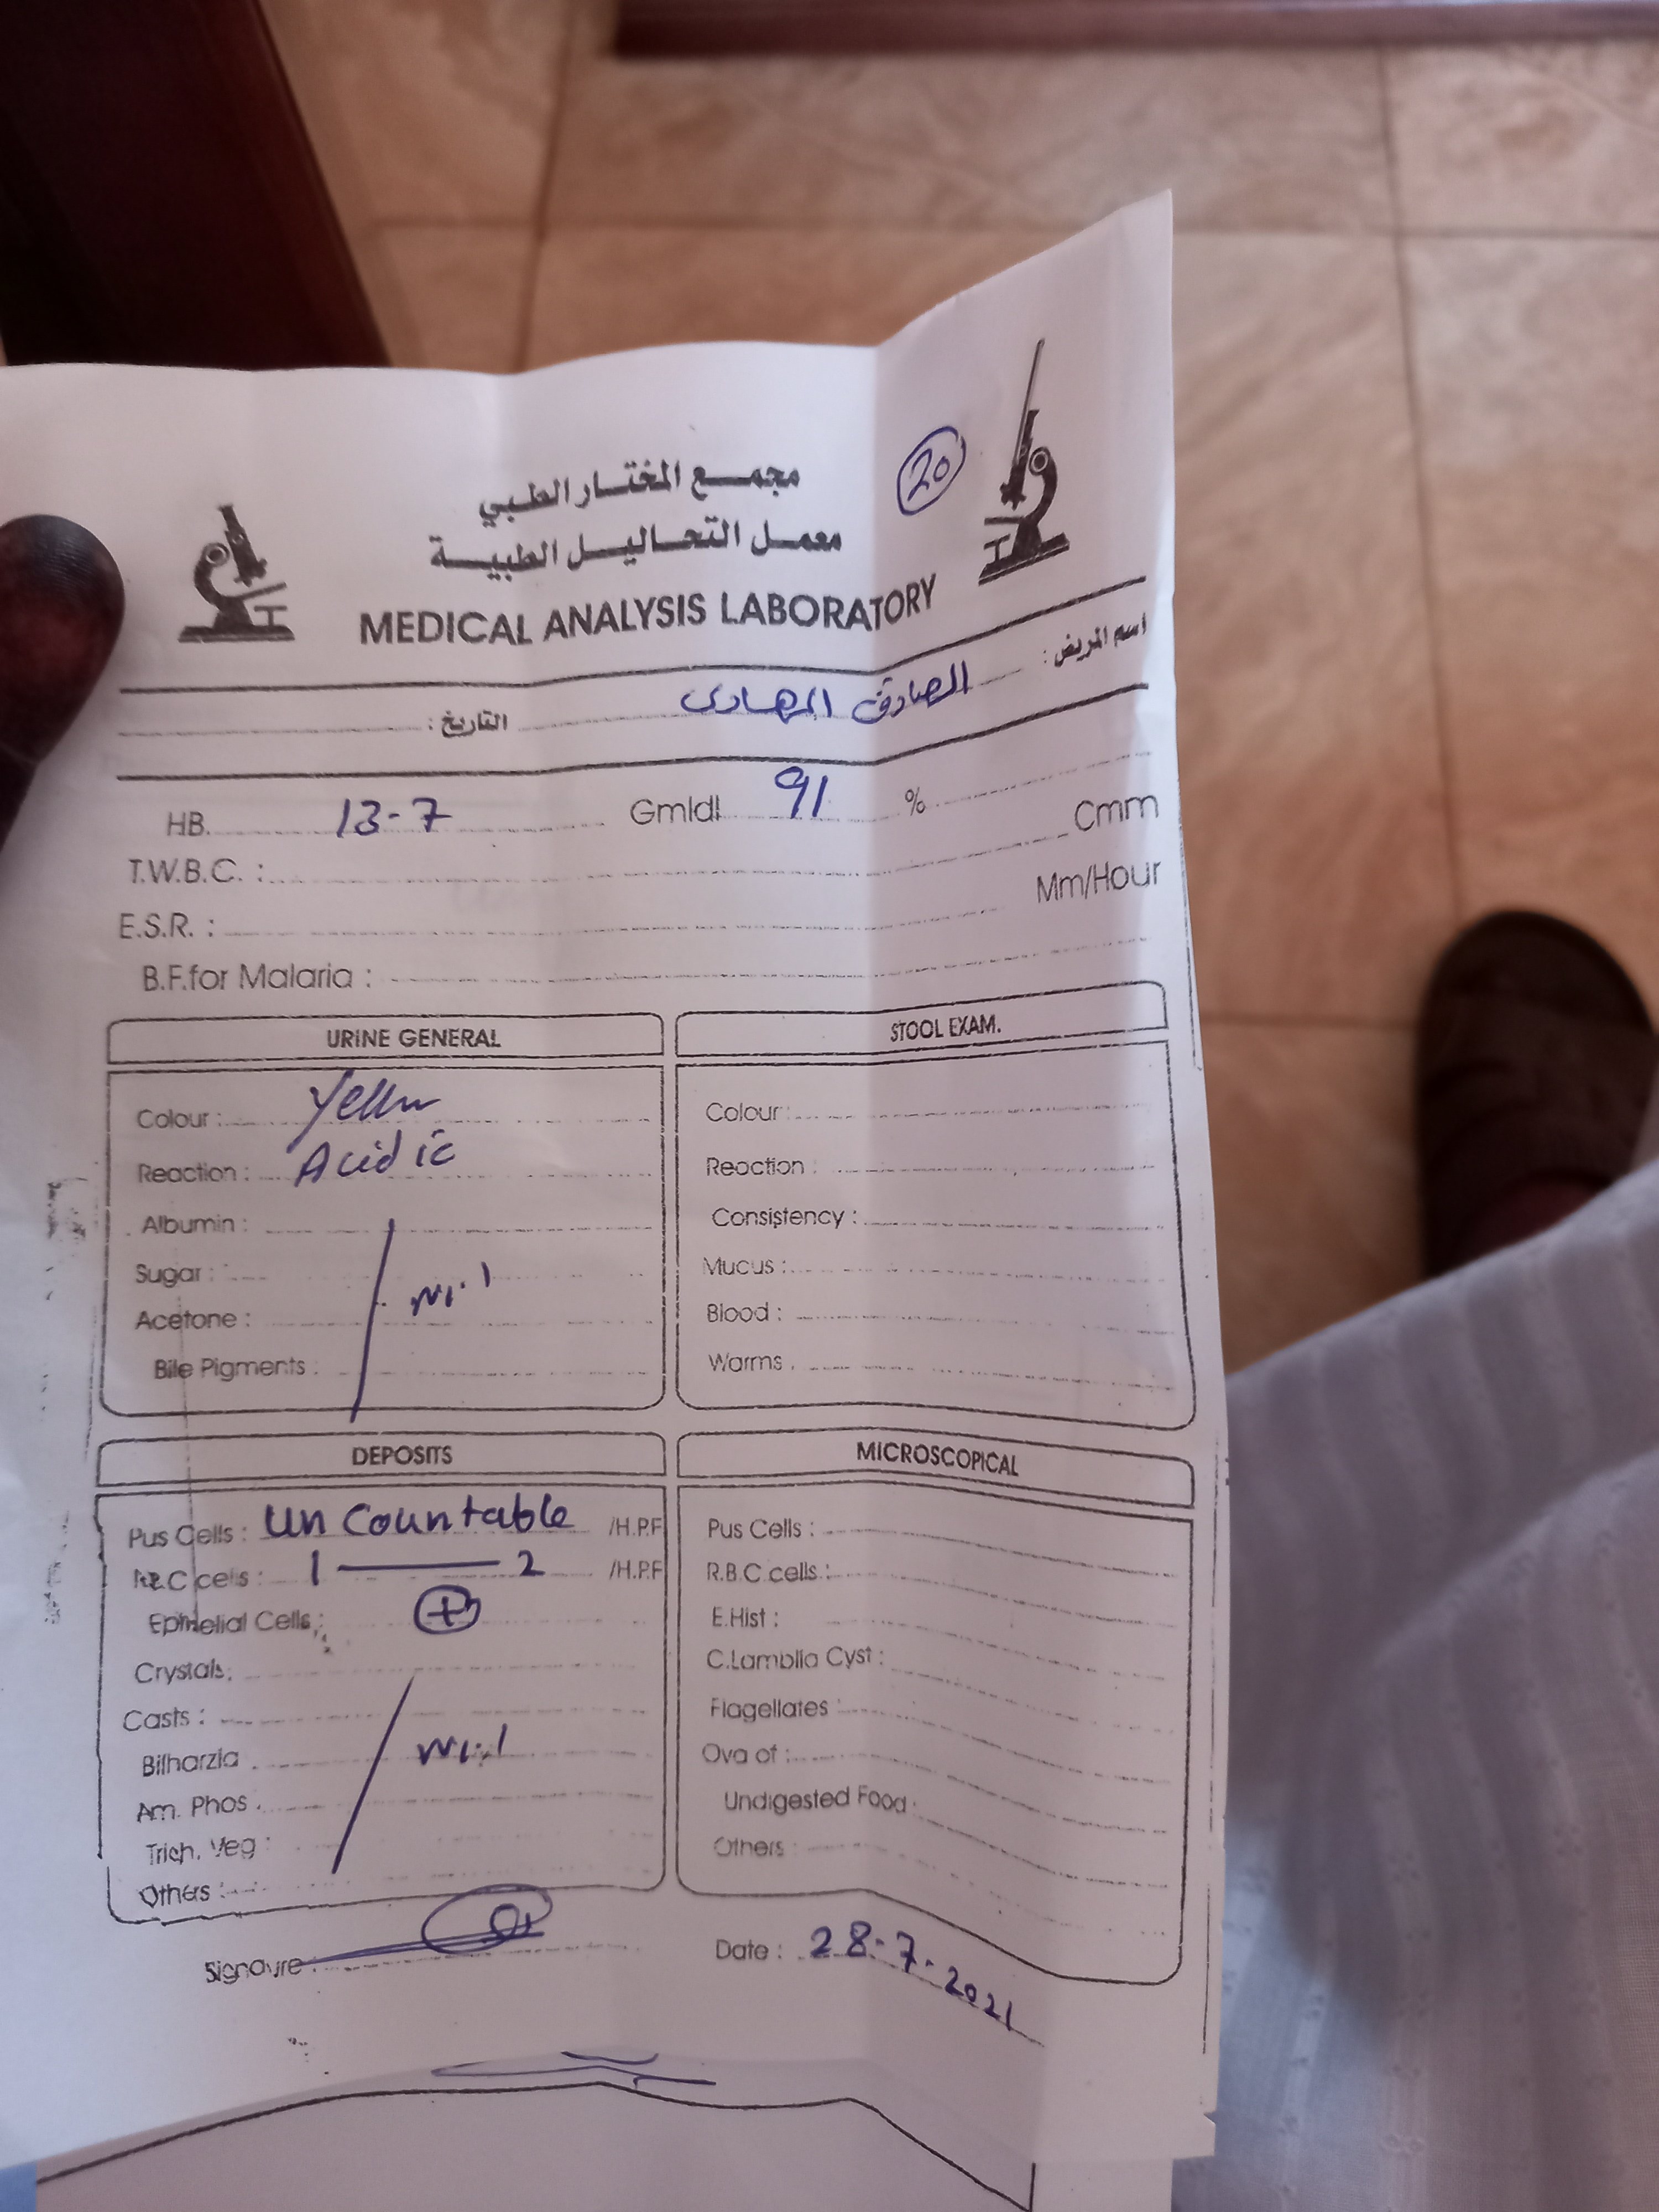 مجمع المختار الطبي
20
معمل التحاليل الطبية
MEDICAL ANALYSIS LABORATORY
اسم المريض : الصادق المهادى التاريخ :
HB. 13-7 Gmldl 91 %
T.W.B.C. : Cmm
E.S.R. : Mm/Hour
B.F.for Malaria :
URINE GENERAL
Colour : Yellow
Reaction : Acidic
Albumin :
Sugar :
Acetone :
Nil
Bile Pigments :
STOOL EXAM.
Colour :
Reaction :
Consistency :
Mucus :
Blood :
Warms .
DEPOSITS
Pus Cells : Un Countable /H.P.F
R.B.C cells : 1 — 2 /H.P.F
Ephelial Cells : +
Crystals :
Casts :
Bilharzia .
Nil
Am. Phos .
Trich. Veg :
Others :
MICROSCOPICAL
Pus Cells :
R.B.C.cells :
E.Hist :
C.Lamblia Cyst :
Flagellates
Ova of :
Undigested Food
Others :
Signavre :
Date : 28-7-2021